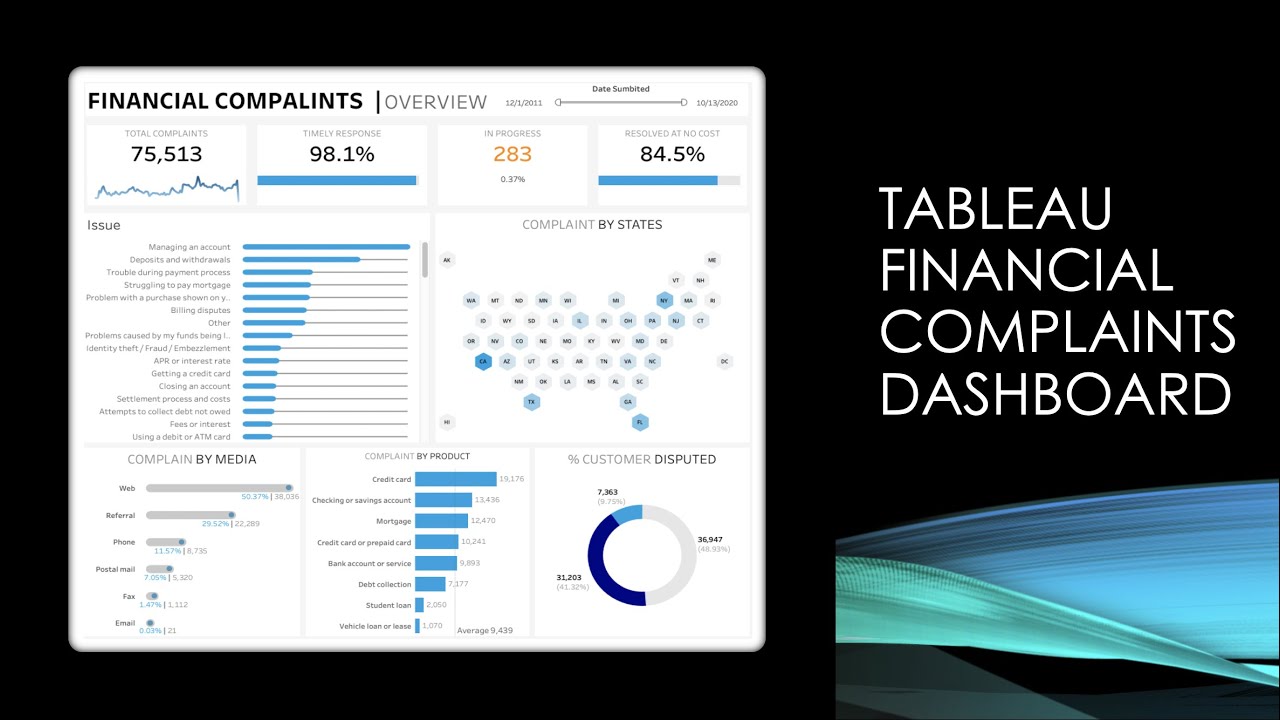 FINANCIAL COMPALINTS | OVERVIEW
Date Sumbited
12/1/2011
10/13/2020
TOTAL COMPLAINTS
75,513
TIMELY RESPONSE
98.1%
IN PROGRESS
283
0.37%
RESOLVED AT NO COST
84.5%
Issue
Managing an account
Deposits and withdrawals
Trouble during payment process
Struggling to pay mortgage
Problem with a purchase shown on y..
Billing disputes
Other
Problems caused by my funds being l..
Identity theft / Fraud / Embezzlement
APR or interest rate
Getting a credit card
Closing an account
Settlement process and costs
Attempts to collect debt not owed
Fees or interest
Using a debit or ATM card
COMPLAINT BY STATES
AK ME
VT NH
WA MT ND MN WI MI NY MA RI
ID WY SD IA IL IN OH PA NJ CT
OR NV CO NE MO KY WV MD DE
CA AZ UT KS AR TN VA NC DC
NM OK LA MS AL SC
TX GA
HI FL
COMPLAIN BY MEDIA
Web
50.37% | 38,036
Referral
29.52% | 22,289
Phone
11.57% | 8,735
Postal mail
7.05% | 5,320
Fax
1.47% | 1,112
Email
0.03% | 21
COMPLAINT BY PRODUCT
Credit card 19,176
Checking or savings account 13,436
Mortgage 12,470
Credit card or prepaid card 10,241
Bank account or service 9,893
Debt collection 7,177
Student loan 2,050
Vehicle loan or lease 1,070
Average 9,439
% CUSTOMER DISPUTED
7,363
(9.75%)
36,947
(48.93%)
31,203
(41.32%)
TABLEAU
FINANCIAL
COMPLAINTS
DASHBOARD